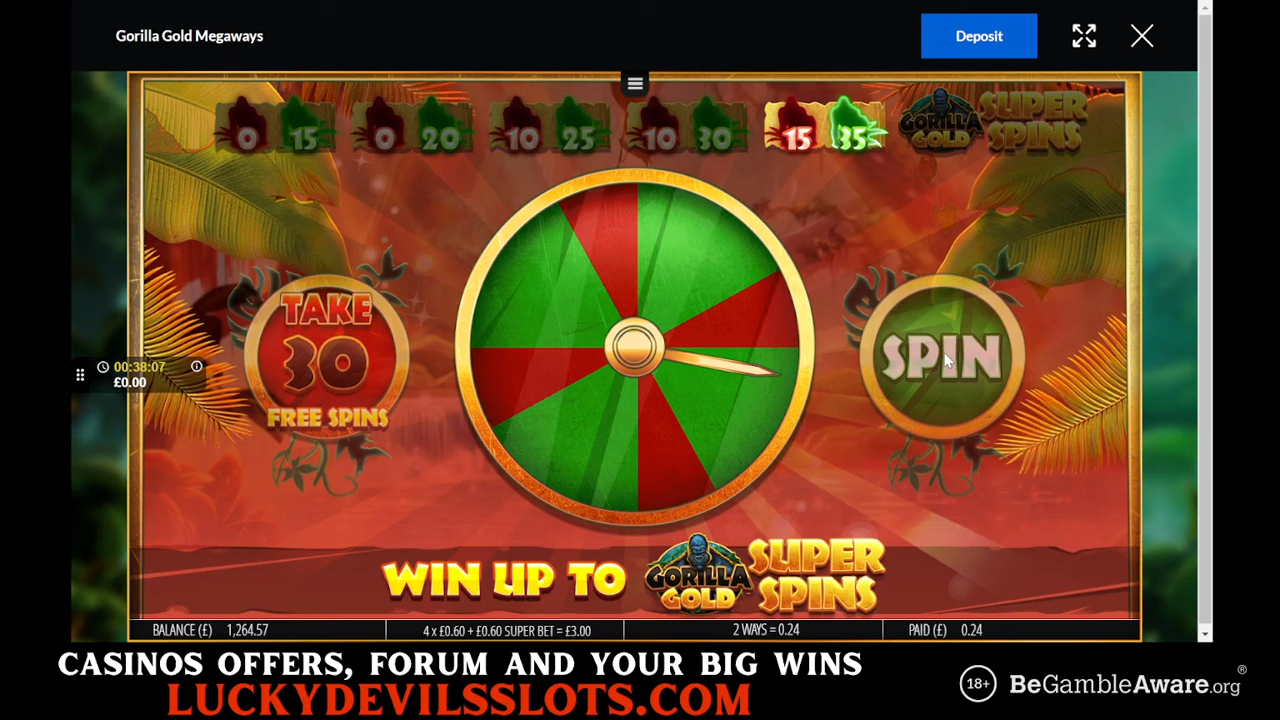 Gorilla Gold Megaways
Deposit
0 15 0 20 10 25 10 30 15 35 GORILLA GOLD SUPER SPINS
TAKE
30
FREE SPINS
SPIN
00:38:07
£0.00
WIN UP TO GORILLA GOLD SUPER SPINS
BALANCE (£) 1,264.57 4 x £0.60 + £0.60 SUPER BET = £3.00 2 WAYS = 0.24 PAID (£) 0.24
CASINOS OFFERS, FORUM AND YOUR BIG WINS
LUCKYDEVILSSLOTS.COM
18+ BeGambleAware.org®